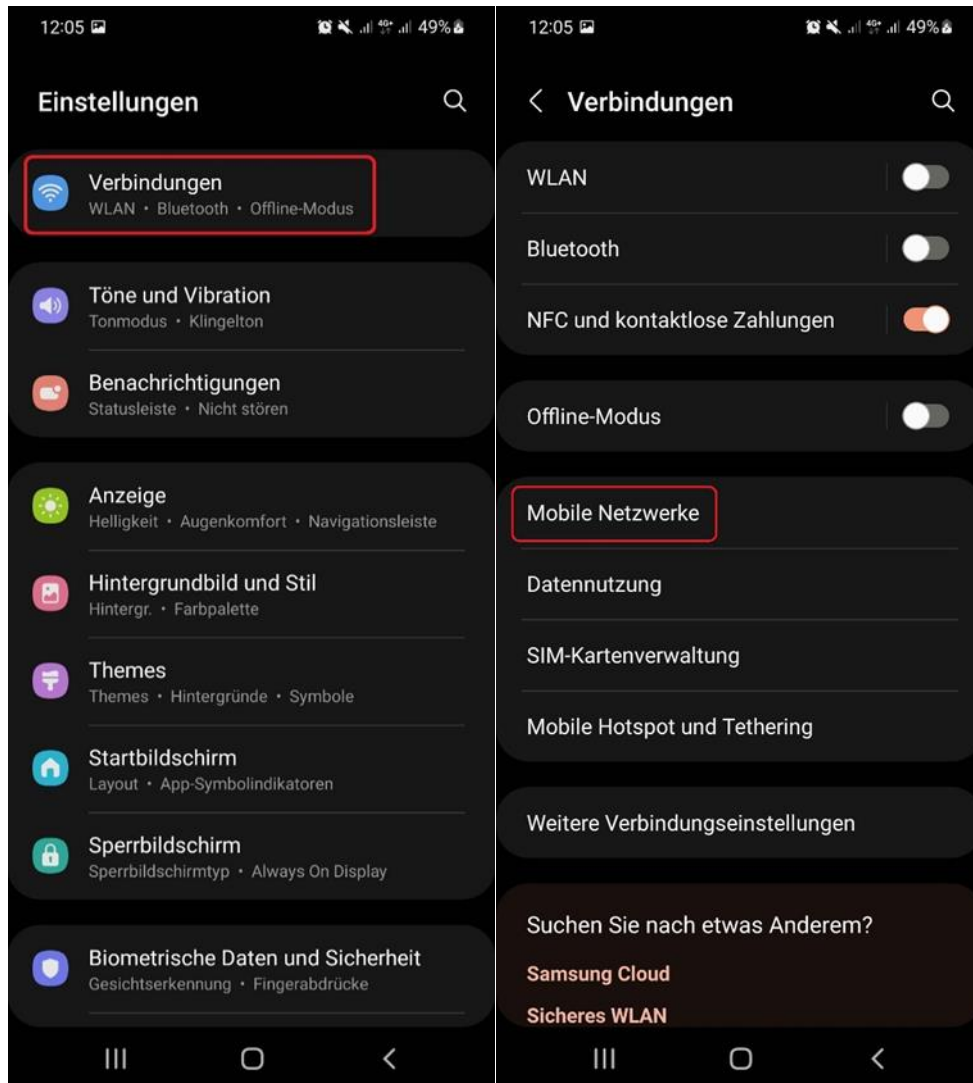 12:05
49%
Einstellungen
Verbindungen
WLAN • Bluetooth • Offline-Modus
Töne und Vibration
Tonmodus • Klingelton
Benachrichtigungen
Statusleiste • Nicht stören
Anzeige
Helligkeit • Augenkomfort • Navigationsleiste
Hintergrundbild und Stil
Hintergr. • Farbpalette
Themes
Themes • Hintergründe • Symbole
Startbildschirm
Layout • App-Symbolindikatoren
Sperrbildschirm
Sperrbildschirmtyp • Always On Display
Biometrische Daten und Sicherheit
Gesichtserkennung • Fingerabdrücke
12:05
49%
Verbindungen
WLAN
Bluetooth
NFC und kontaktlose Zahlungen
Offline-Modus
Mobile Netzwerke
Datennutzung
SIM-Kartenverwaltung
Mobile Hotspot und Tethering
Weitere Verbindungseinstellungen
Suchen Sie nach etwas Anderem?
Samsung Cloud
Sicheres WLAN